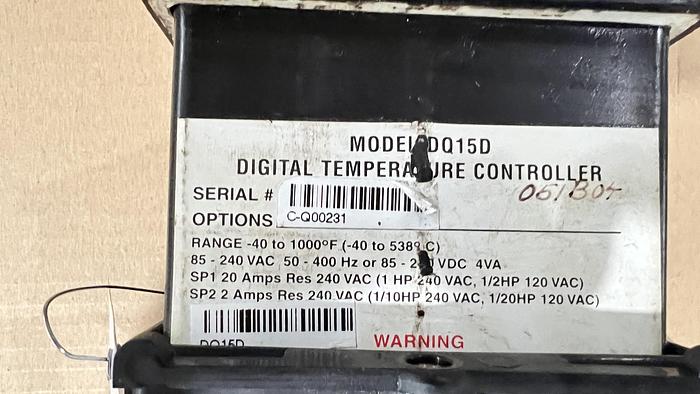 MODEL DQ15D
DIGITAL TEMPERATURE CONTROLLER
SERIAL #
C-Q00231
OPTIONS
RANGE -40 to 1000°F (-40 to 538°C)
85 - 240 VAC 50 - 400 Hz or 85 - 240 VDC 4VA
SP1 20 Amps Res 240 VAC (1 HP 240 VAC, 1/2HP 120 VAC)
SP2 2 Amps Res 240 VAC (1/10HP 240 VAC, 1/20HP 120 VAC)
DQ15D
WARNING